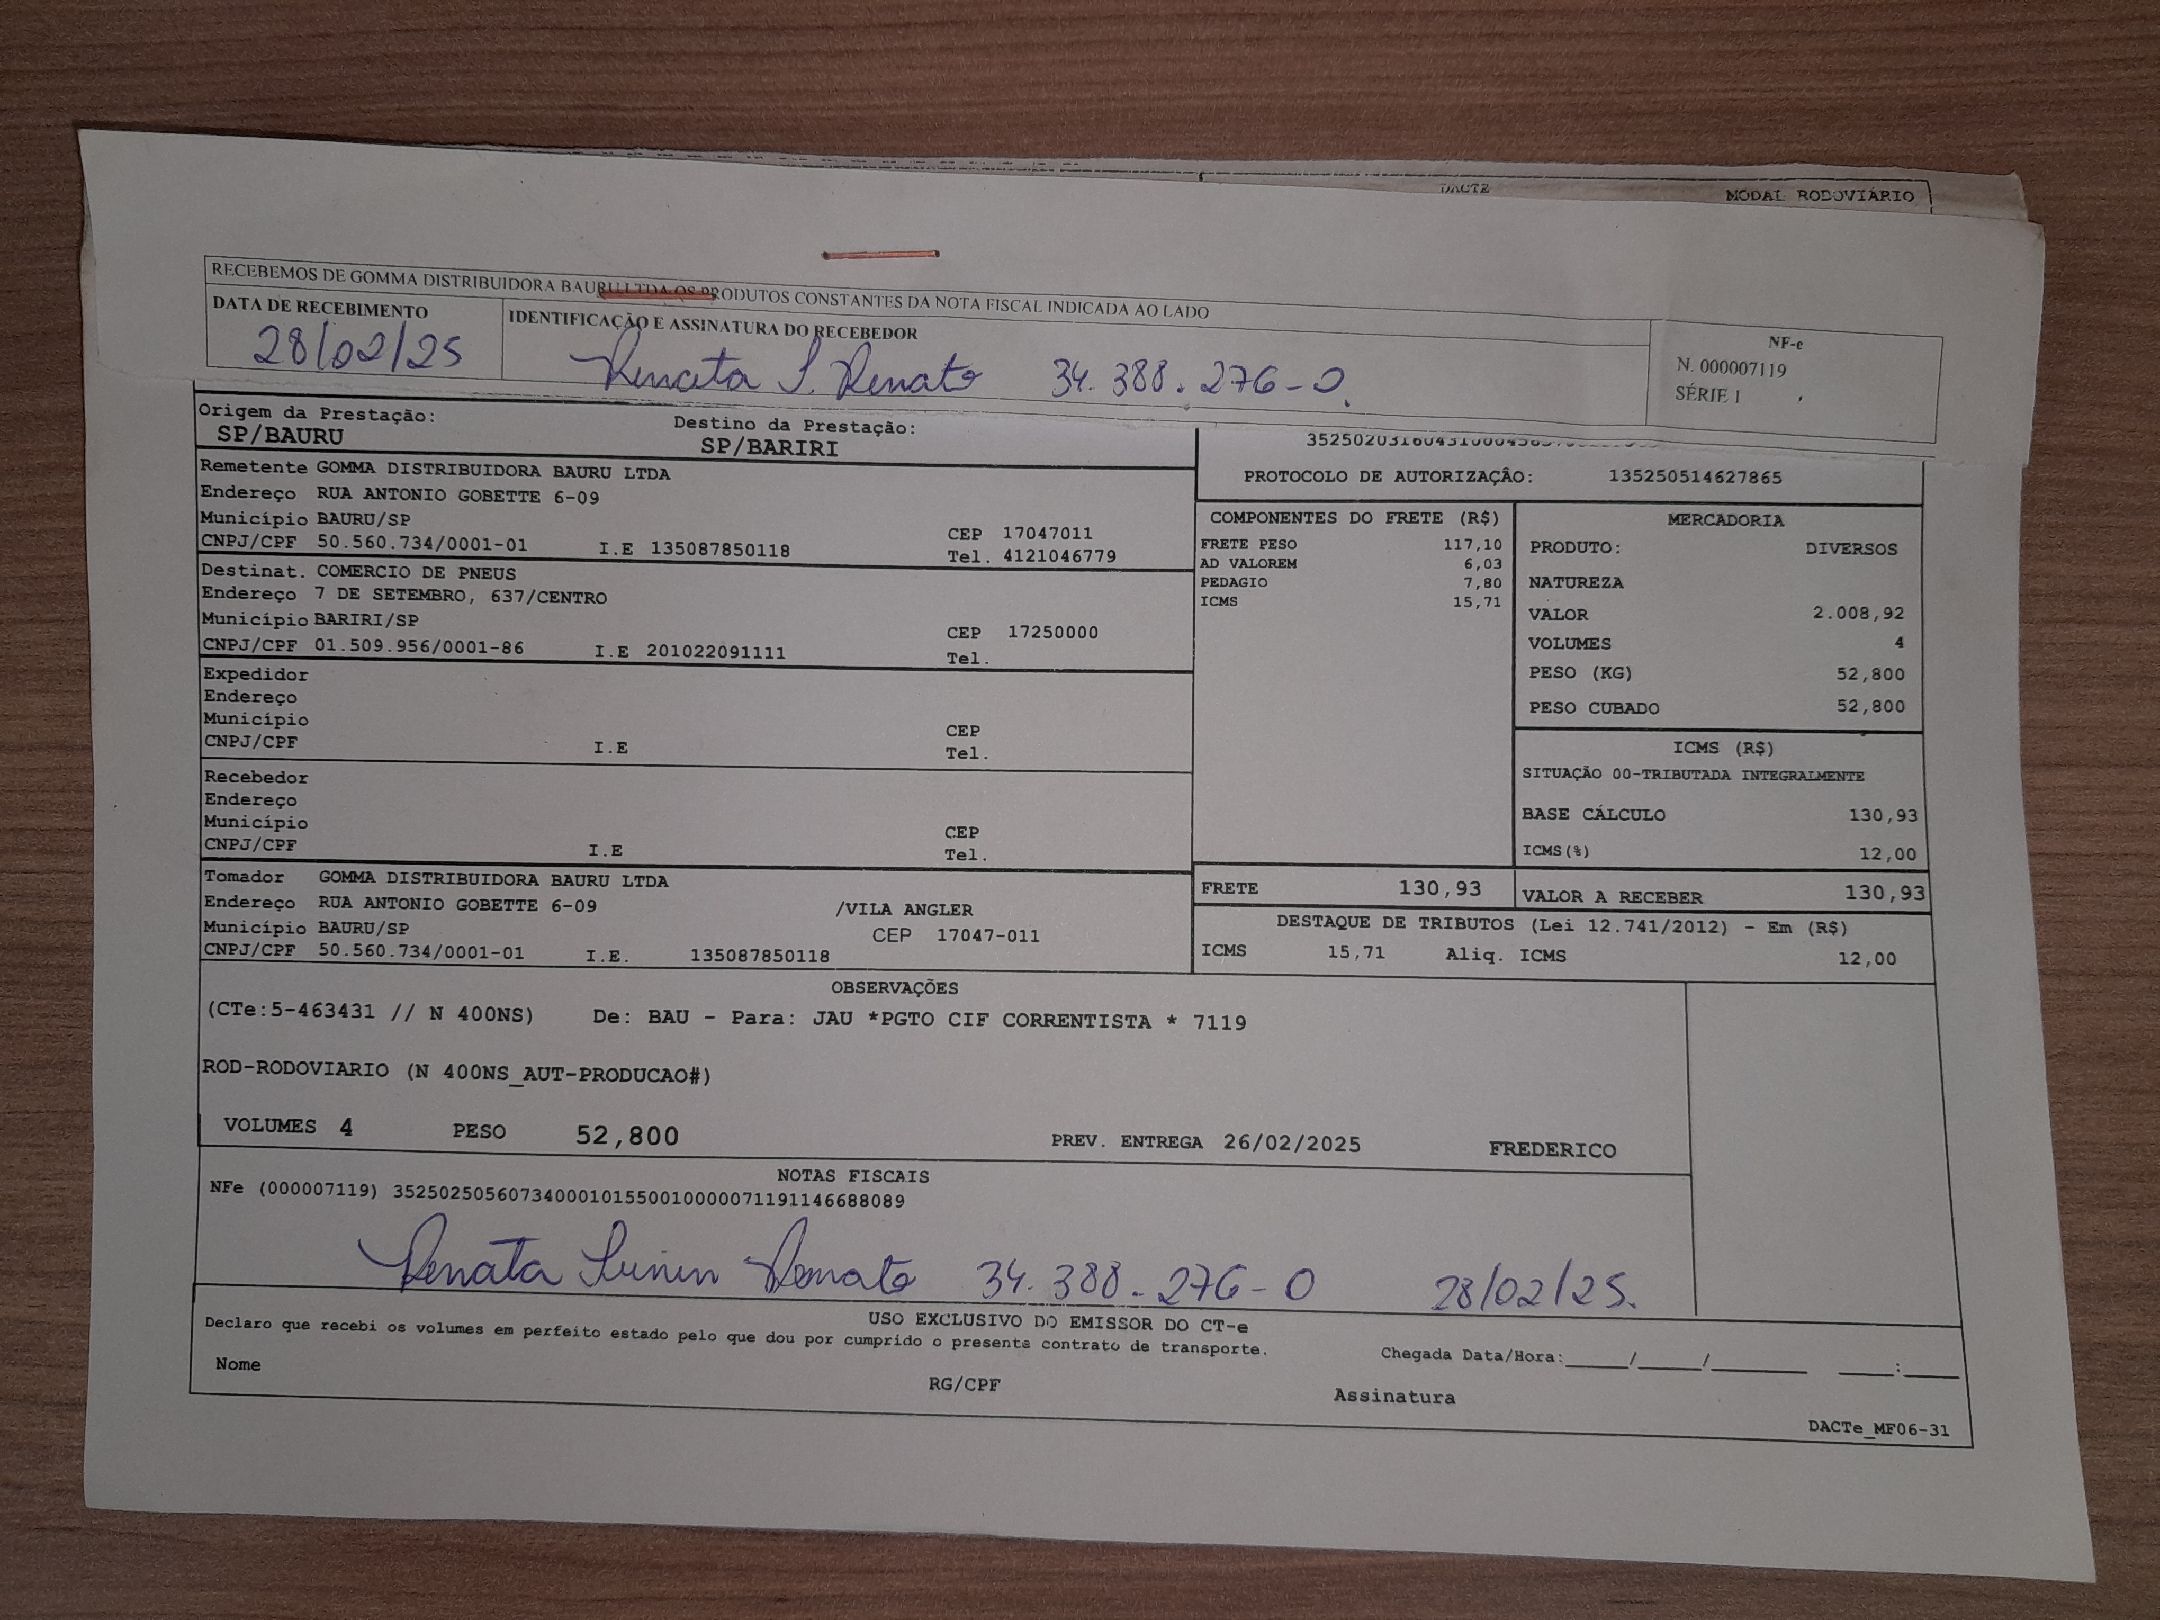 DACTE
MODAL RODOVIÁRIO
RECEBEMOS DE GOMMA DISTRIBUIDORA BAURU LTDA OS PRODUTOS CONSTANTES DA NOTA FISCAL INDICADA AO LADO
DATA DE RECEBIMENTO
28/02/25
IDENTIFICAÇÃO E ASSINATURA DO RECEBEDOR
Renata S. Renato 34.388.276-0.
NF-e
N. 000007119
SÉRIE 1
Origem da Prestação:
SP/BAURU
Destino da Prestação:
SP/BARIRI
PROTOCOLO DE AUTORIZAÇÂO: 135250514627865
Remetente GOMMA DISTRIBUIDORA BAURU LTDA
Endereço RUA ANTONIO GOBETTE 6-09
Município BAURU/SP CEP 17047011
CNPJ/CPF 50.560.734/0001-01 I.E 135087850118 Tel. 4121046779
Destinat. COMERCIO DE PNEUS
Endereço 7 DE SETEMBRO, 637/CENTRO
Município BARIRI/SP CEP 17250000
CNPJ/CPF 01.509.956/0001-86 I.E 201022091111 Tel.
Expedidor
Endereço
Município CEP
CNPJ/CPF I.E Tel.
Recebedor
Endereço
Município CEP
CNPJ/CPF I.E Tel.
Tomador GOMMA DISTRIBUIDORA BAURU LTDA
Endereço RUA ANTONIO GOBETTE 6-09 /VILA ANGLER
Município BAURU/SP CEP 17047-011
CNPJ/CPF 50.560.734/0001-01 I.E. 135087850118
COMPONENTES DO FRETE (R$)
FRETE PESO 117,10
AD VALOREM 6,03
PEDAGIO 7,80
ICMS 15,71
MERCADORIA
PRODUTO: DIVERSOS
NATUREZA
VALOR 2.008,92
VOLUMES 4
PESO (KG) 52,800
PESO CUBADO 52,800
ICMS (R$)
SITUAÇÃO 00-TRIBUTADA INTEGRALMENTE
BASE CÁLCULO 130,93
ICMS(%) 12,00
FRETE 130,93
VALOR A RECEBER 130,93
DESTAQUE DE TRIBUTOS (Lei 12.741/2012) - Em (R$)
ICMS 15,71 Aliq. ICMS 12,00
OBSERVAÇÕES
(CTe:5-463431 // N 400NS) De: BAU - Para: JAU *PGTO CIF CORRENTISTA * 7119
ROD-RODOVIARIO (N 400NS_AUT-PRODUCAO#)
VOLUMES 4 PESO 52,800 PREV. ENTREGA 26/02/2025 FREDERICO
NOTAS FISCAIS
NFe (000007119) 35250250560734000101550010000071191146688089
Renata Renato 34.388.276-0 28/02/25.
USO EXCLUSIVO DO EMISSOR DO CT-e
Declaro que recebi os volumes em perfeito estado pelo que dou por cumprido o presente contrato de transporte.
Chegada Data/Hora:_____/_____/________ ____:____
Nome
RG/CPF
Assinatura
DACTe_MF06-31